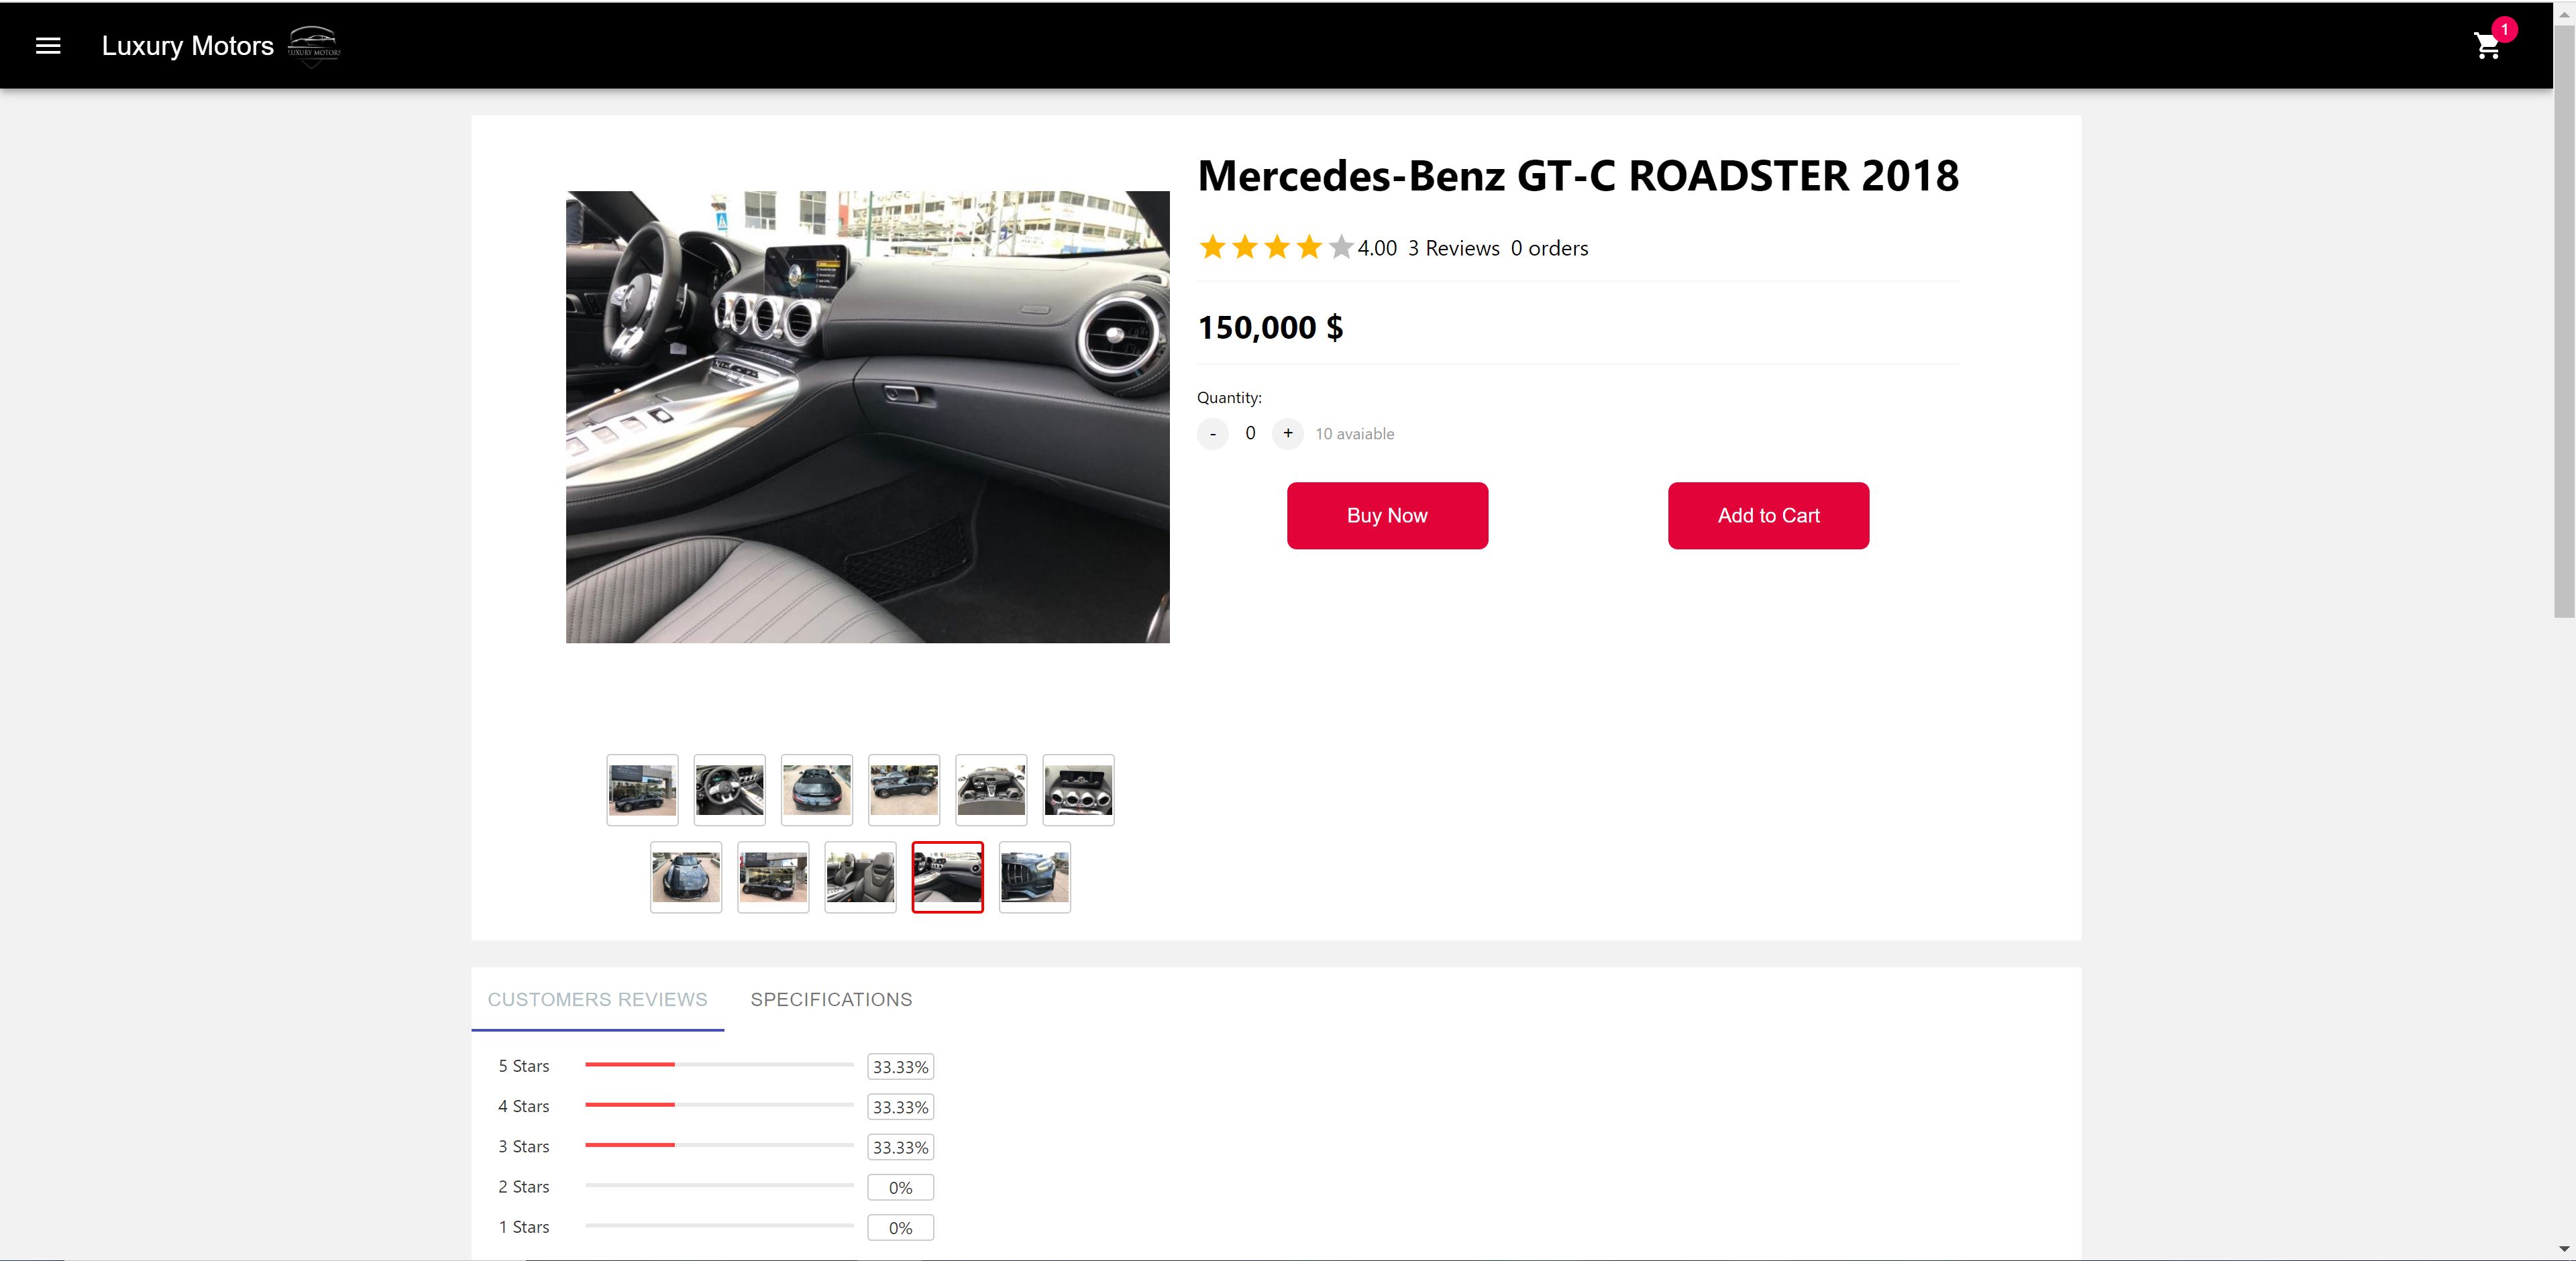 Luxury Motors
LUXURY MOTORS
1
Mercedes-Benz GT-C ROADSTER 2018
4.00 3 Reviews 0 orders
150,000 $
Quantity:
- 0 + 10 avaiable
Buy Now
Add to Cart
CUSTOMERS REVIEWS
SPECIFICATIONS
5 Stars 33.33%
4 Stars 33.33%
3 Stars 33.33%
2 Stars 0%
1 Stars 0%